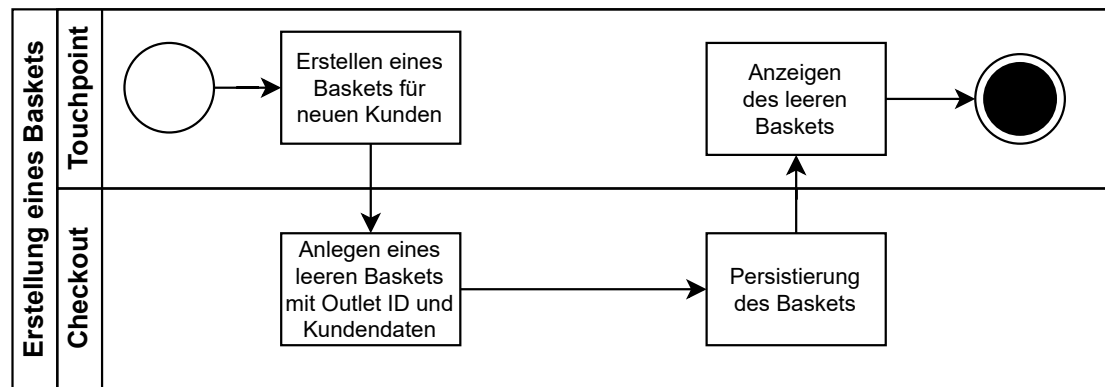 Erstellung eines Baskets
Touchpoint
Erstellen eines
Baskets für
neuen Kunden
Anzeigen
des leeren
Baskets
Checkout
Anlegen eines
leeren Baskets
mit Outlet ID und
Kundendaten
Persistierung
des Baskets